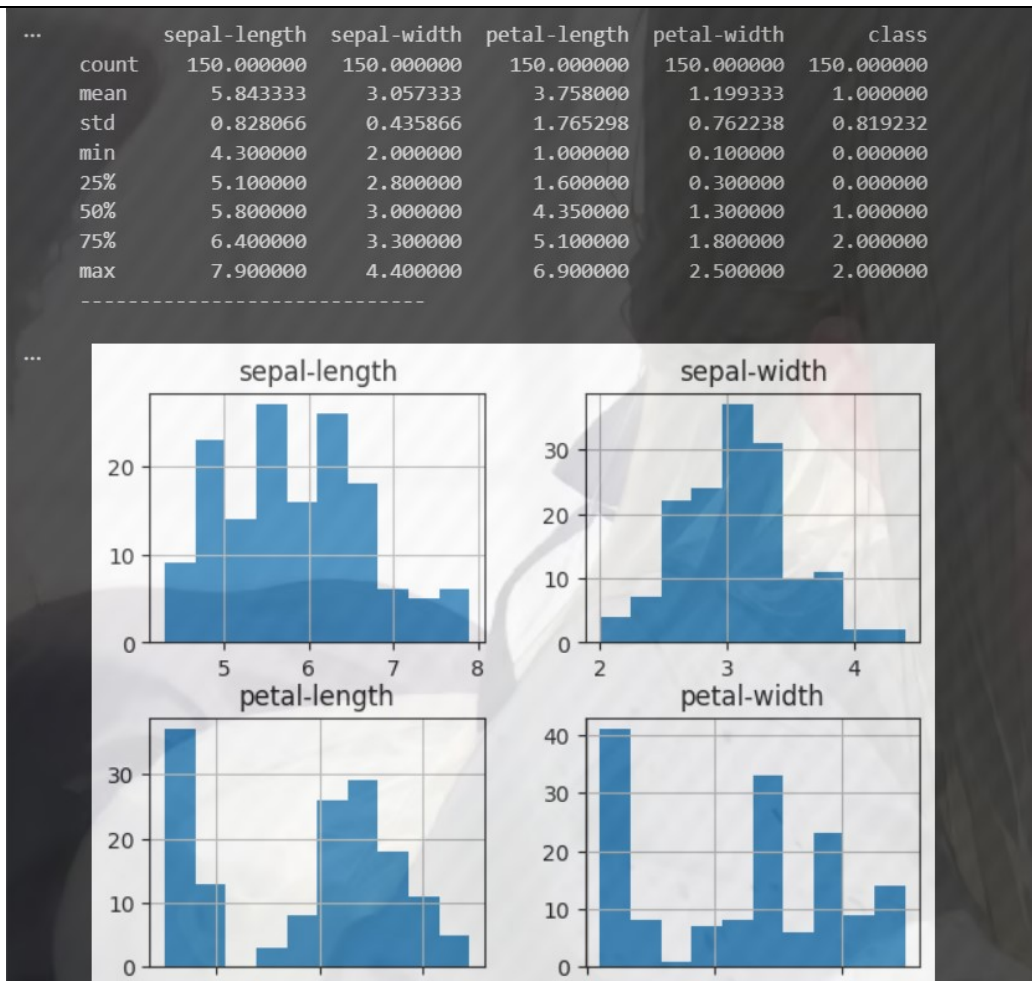 ...
sepal-length sepal-width petal-length petal-width class
count 150.000000 150.000000 150.000000 150.000000 150.000000
mean 5.843333 3.057333 3.758000 1.199333 1.000000
std 0.828066 0.435866 1.765298 0.762238 0.819232
min 4.300000 2.000000 1.000000 0.100000 0.000000
25% 5.100000 2.800000 1.600000 0.300000 0.000000
50% 5.800000 3.000000 4.350000 1.300000 1.000000
75% 6.400000 3.300000 5.100000 1.800000 2.000000
max 7.900000 4.400000 6.900000 2.500000 2.000000
-----------------------------
...
sepal-length
20
10
0
5 6 7 8
sepal-width
30
20
10
0
2 3 4
petal-length
30
20
10
0
petal-width
40
30
20
10
0